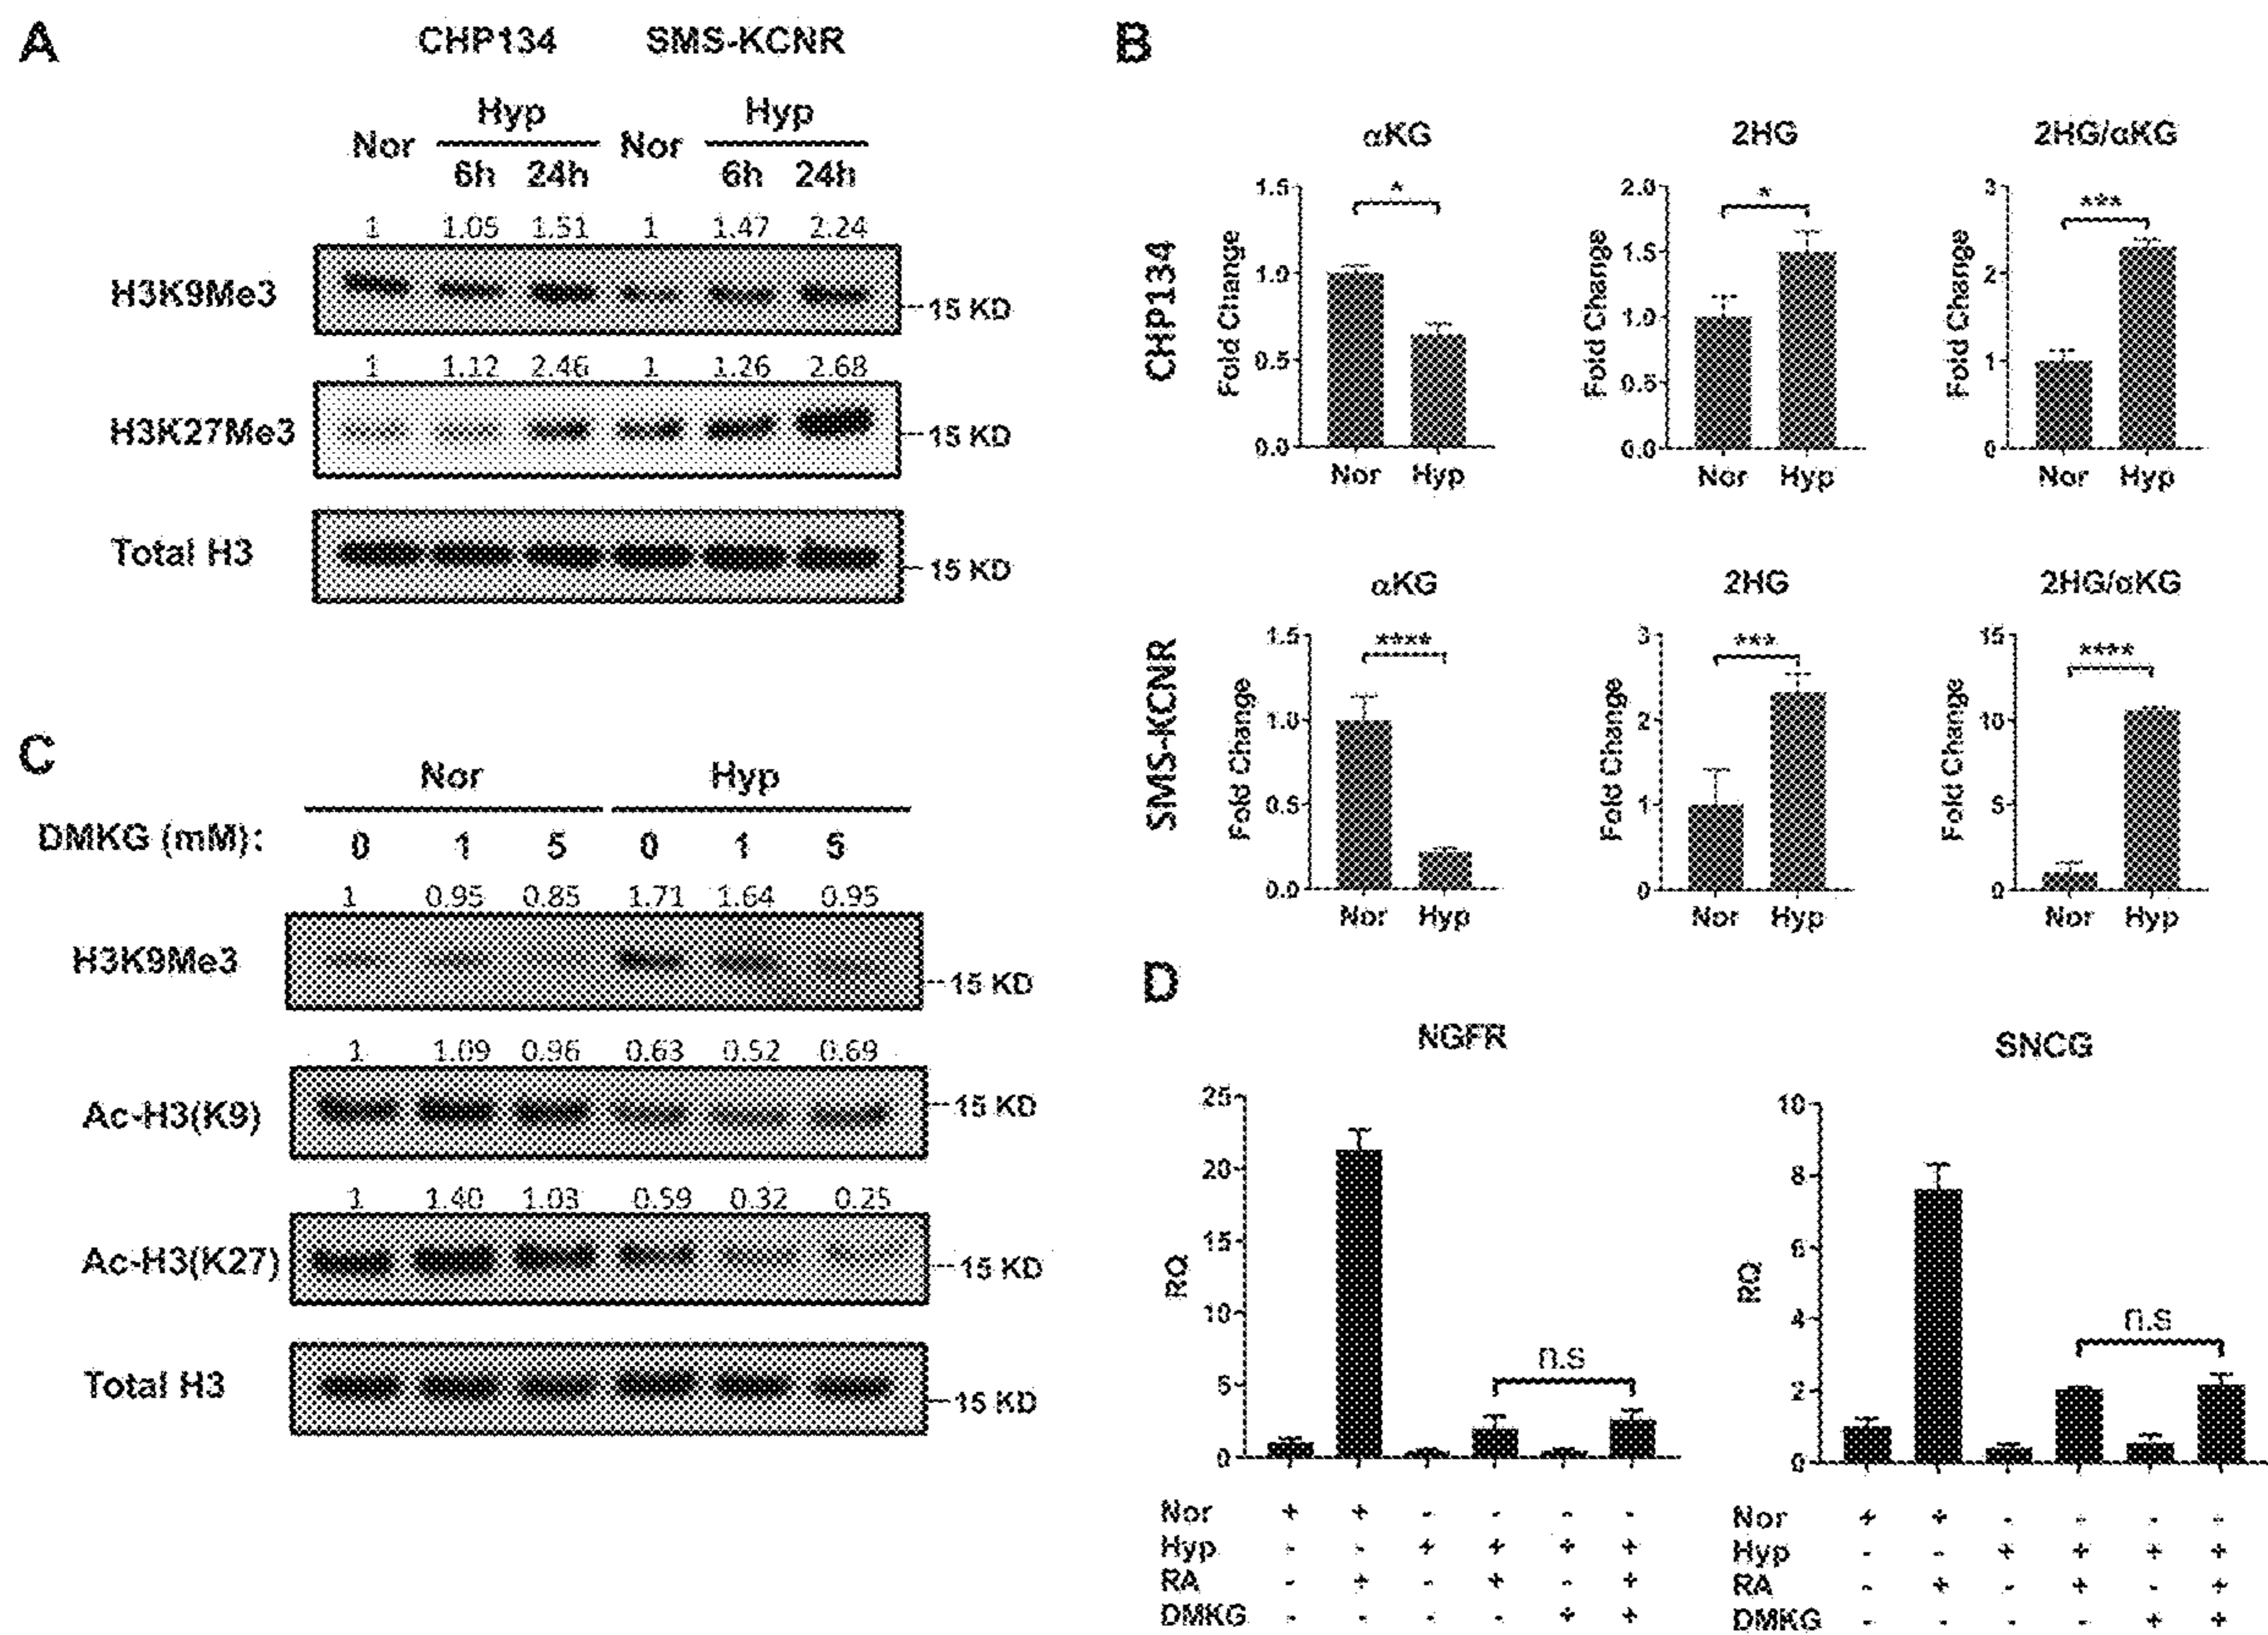 A
CHP134 SMS-KCNR
Nor Hyp Nor Hyp
6h 24h 6h 24h
1 1.05 1.51 1 1.47 2.24
H3K9Me3
15 KD
1 1.12 2.46 1 1.26 2.68
H3K27Me3
15 KD
Total H3
15 KD
B
CHP134
αKG
Fold Change
1.5
1.0
0.5
0.0
Nor Hyp
*
2HG
Fold Change
2.0
1.5
1.0
0.5
0.0
Nor Hyp
*
2HG/αKG
Fold Change
3
2
1
0
Nor Hyp
***
SMS-KCNR
αKG
Fold Change
1.5
1.0
0.5
0.0
Nor Hyp
****
2HG
Fold Change
3
2
1
0
Nor Hyp
***
2HG/αKG
Fold Change
15
10
5
0
Nor Hyp
****
C
Nor Hyp
DMKG (mM): 0 1 5 0 1 5
1 0.95 0.85 1.71 1.64 0.95
H3K9Me3
15 KD
1 1.09 0.96 0.63 0.52 0.69
Ac-H3(K9)
15 KD
1 1.40 1.03 0.59 0.32 0.25
Ac-H3(K27)
15 KD
Total H3
15 KD
D
NGFR
RQ
25
20
15
10
5
0
n.s
Nor + + - - - -
Hyp - - + + + +
RA - + - + - +
DMKG - - - - + +
SNCG
RQ
10
8
6
4
2
0
n.s
Nor + + - - - -
Hyp - - + + + +
RA - + - + - +
DMKG - - - - + +